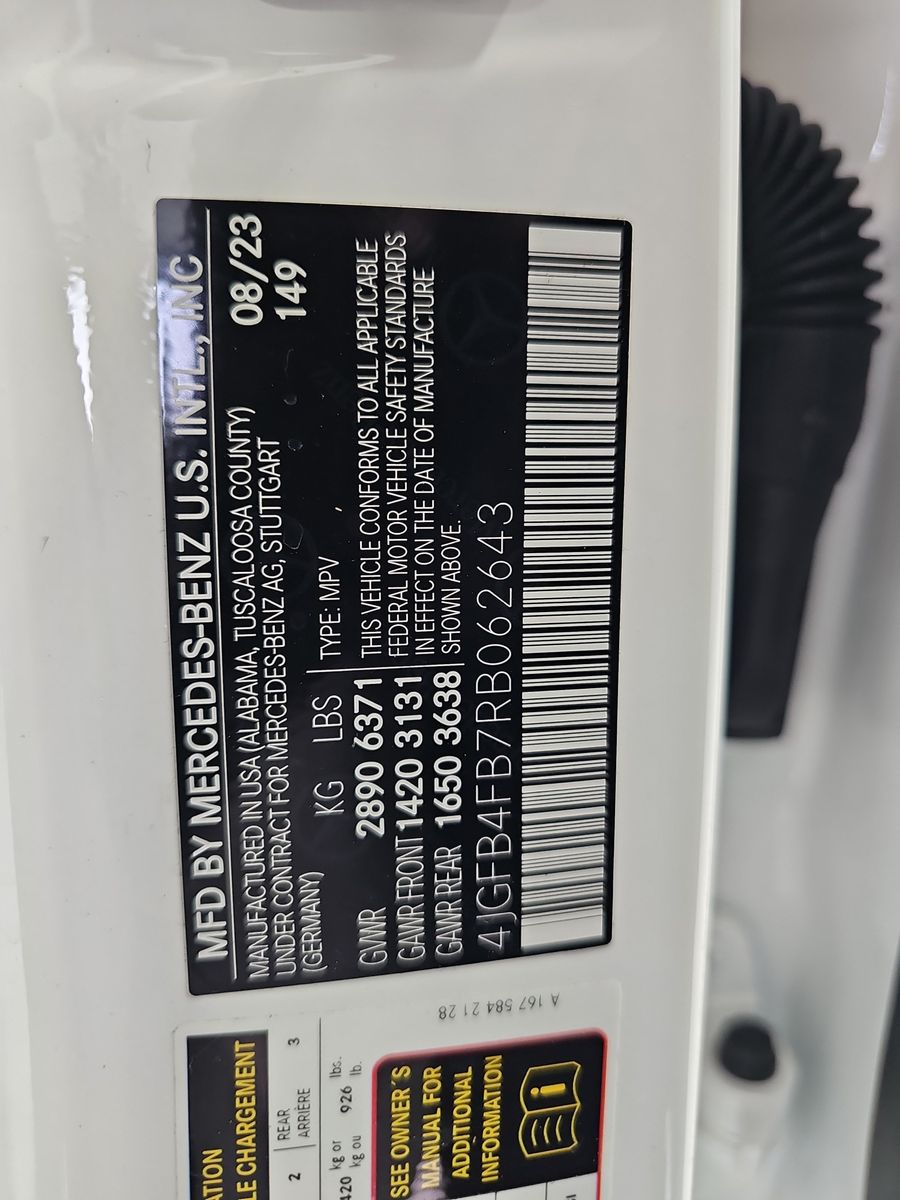 MFD BY MERCEDES-BENZ U.S. INTL., INC
MANUFACTURED IN USA (ALABAMA, TUSCALOOSA COUNTY)
UNDER CONTRACT FOR MERCEDES-BENZ AG, STUTTGART
(GERMANY)
08/23
149
KG LBS TYPE: MPV
GVWR 2890 6371
GAWR FRONT 1420 3131
GAWR REAR 1650 3638
THIS VEHICLE CONFORMS TO ALL APPLICABLE
FEDERAL MOTOR VEHICLE SAFETY STANDARDS
IN EFFECT ON THE DATE OF MANUFACTURE
SHOWN ABOVE.
4JGFB4FB7RB062643
A 167 584 21 28
LE CHARGEMENT
2 REAR 3
ARRIÈRE
kg or lbs.
kg ou 926 lb.
SEE OWNER'S
MANUAL FOR
ADDITIONAL
INFORMATION